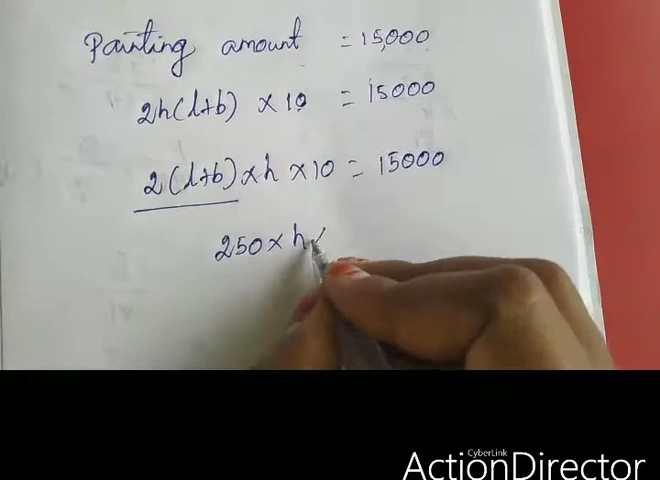 Painting amount = 15,000
2h(l+b) × 10 = 15000
2(l+b)×h ×10 = 15000
250×h×
CyberLink
ActionDirector